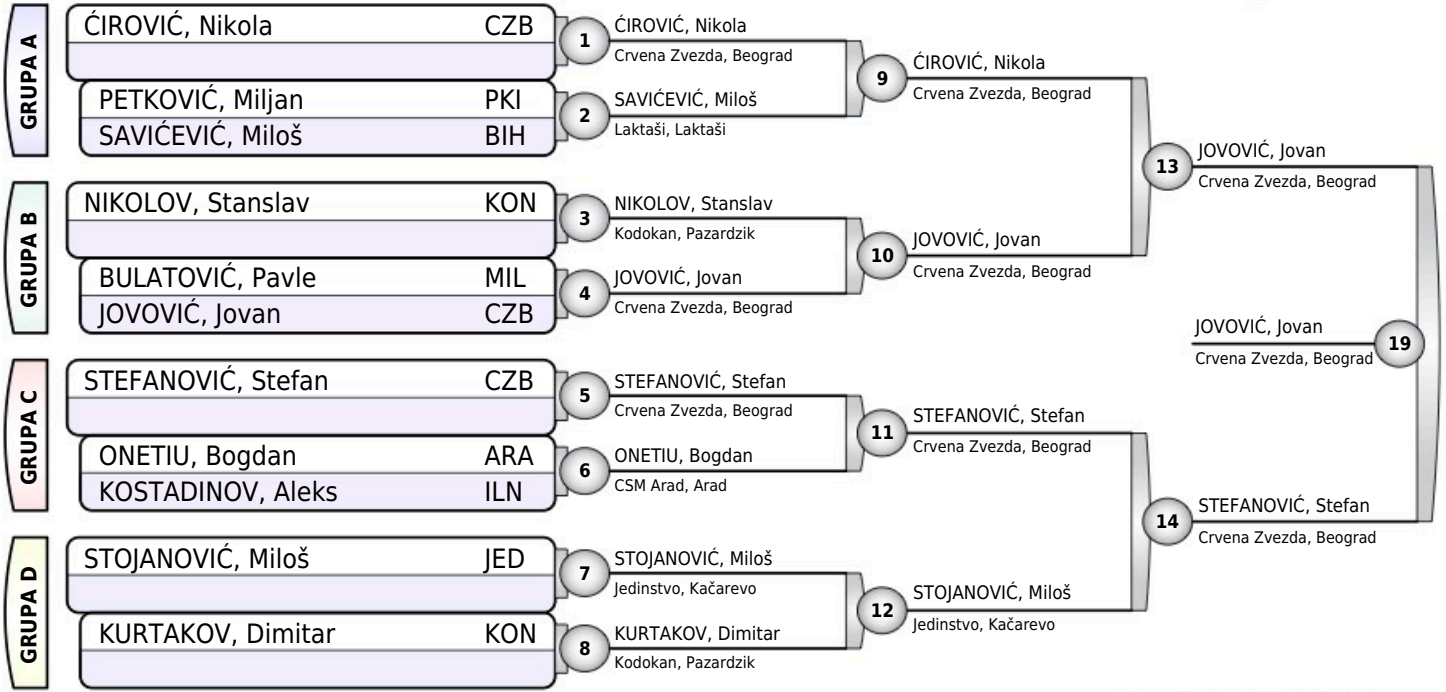 GRUPA A
ĆIROVIĆ, Nikola CZB
PETKOVIĆ, Miljan PKI
SAVIĆEVIĆ, Miloš BIH
GRUPA B
NIKOLOV, Stanslav KON
BULATOVIĆ, Pavle MIL
JOVOVIĆ, Jovan CZB
GRUPA C
STEFANOVIĆ, Stefan CZB
ONETIU, Bogdan ARA
KOSTADINOV, Aleks ILN
GRUPA D
STOJANOVIĆ, Miloš JED
KURTAKOV, Dimitar KON
1
ĆIROVIĆ, Nikola
Crvena Zvezda, Beograd
2
SAVIĆEVIĆ, Miloš
Laktaši, Laktaši
3
NIKOLOV, Stanslav
Kodokan, Pazardzik
4
JOVOVIĆ, Jovan
Crvena Zvezda, Beograd
5
STEFANOVIĆ, Stefan
Crvena Zvezda, Beograd
6
ONETIU, Bogdan
CSM Arad, Arad
7
STOJANOVIĆ, Miloš
Jedinstvo, Kačarevo
8
KURTAKOV, Dimitar
Kodokan, Pazardzik
9
ĆIROVIĆ, Nikola
Crvena Zvezda, Beograd
10
JOVOVIĆ, Jovan
Crvena Zvezda, Beograd
11
STEFANOVIĆ, Stefan
Crvena Zvezda, Beograd
12
STOJANOVIĆ, Miloš
Jedinstvo, Kačarevo
13
JOVOVIĆ, Jovan
Crvena Zvezda, Beograd
14
STEFANOVIĆ, Stefan
Crvena Zvezda, Beograd
JOVOVIĆ, Jovan
Crvena Zvezda, Beograd
19